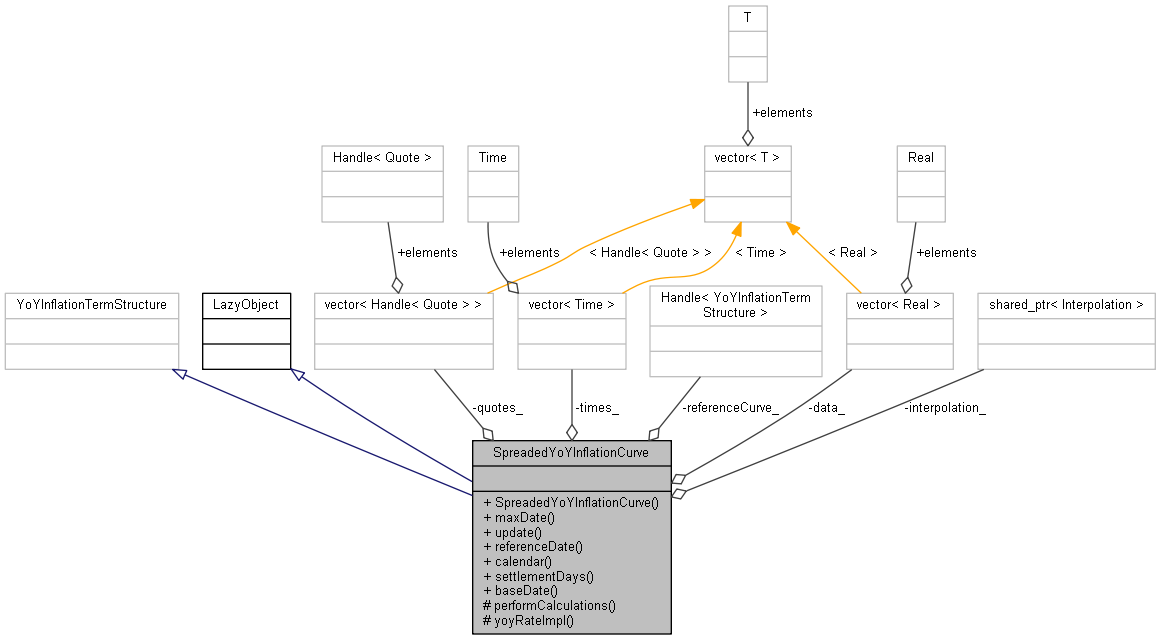 T
+elements
Handle< Quote >
Time
vector< T >
Real
+elements
+elements
< Handle< Quote > >
< Time >
< Real >
+elements
YoYInflationTermStructure
LazyObject
vector< Handle< Quote > >
vector< Time >
Handle< YoYInflationTerm
Structure >
vector< Real >
shared_ptr< Interpolation >
-quotes_
-times_
-referenceCurve_
-data_
-interpolation_
SpreadedYoYInflationCurve
+ SpreadedYoYInflationCurve()
+ maxDate()
+ update()
+ referenceDate()
+ calendar()
+ settlementDays()
+ baseDate()
# performCalculations()
# yoyRateImpl()